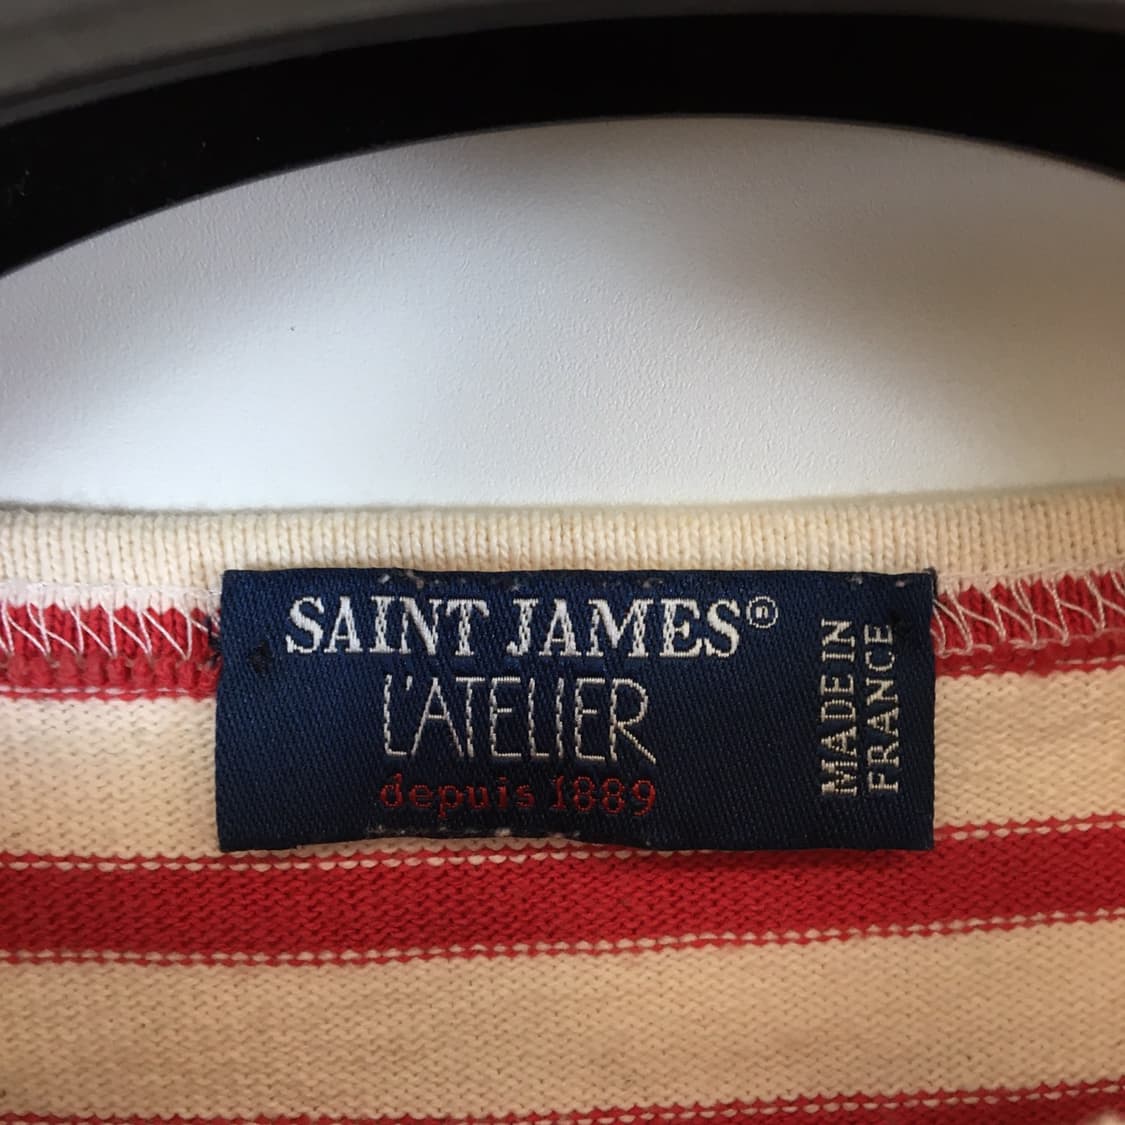 SAINT JAMES®
L'ATELIER
depuis 1889
MADE IN
FRANCE